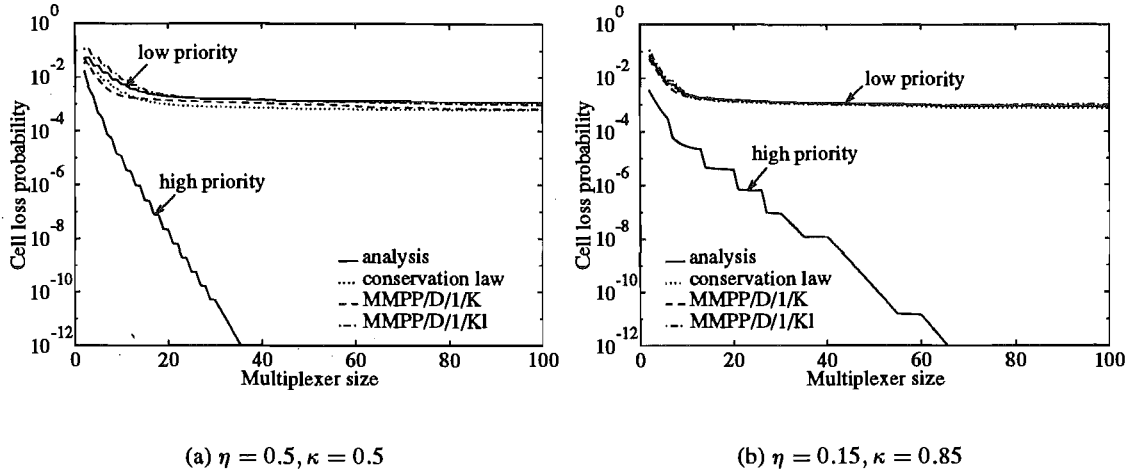 10^0
10^-2
10^-4
10^-6
10^-8
10^-10
10^-12
Cell loss probability
low priority
high priority
analysis
conservation law
MMPP/D/1/K
MMPP/D/1/Kl
0 20 40 60 80 100
Multiplexer size
(a) η = 0.5, κ = 0.5
10^0
10^-2
10^-4
10^-6
10^-8
10^-10
10^-12
Cell loss probability
low priority
high priority
analysis
conservation law
MMPP/D/1/K
MMPP/D/1/Kl
0 20 40 60 80 100
Multiplexer size
(b) η = 0.15, κ = 0.85